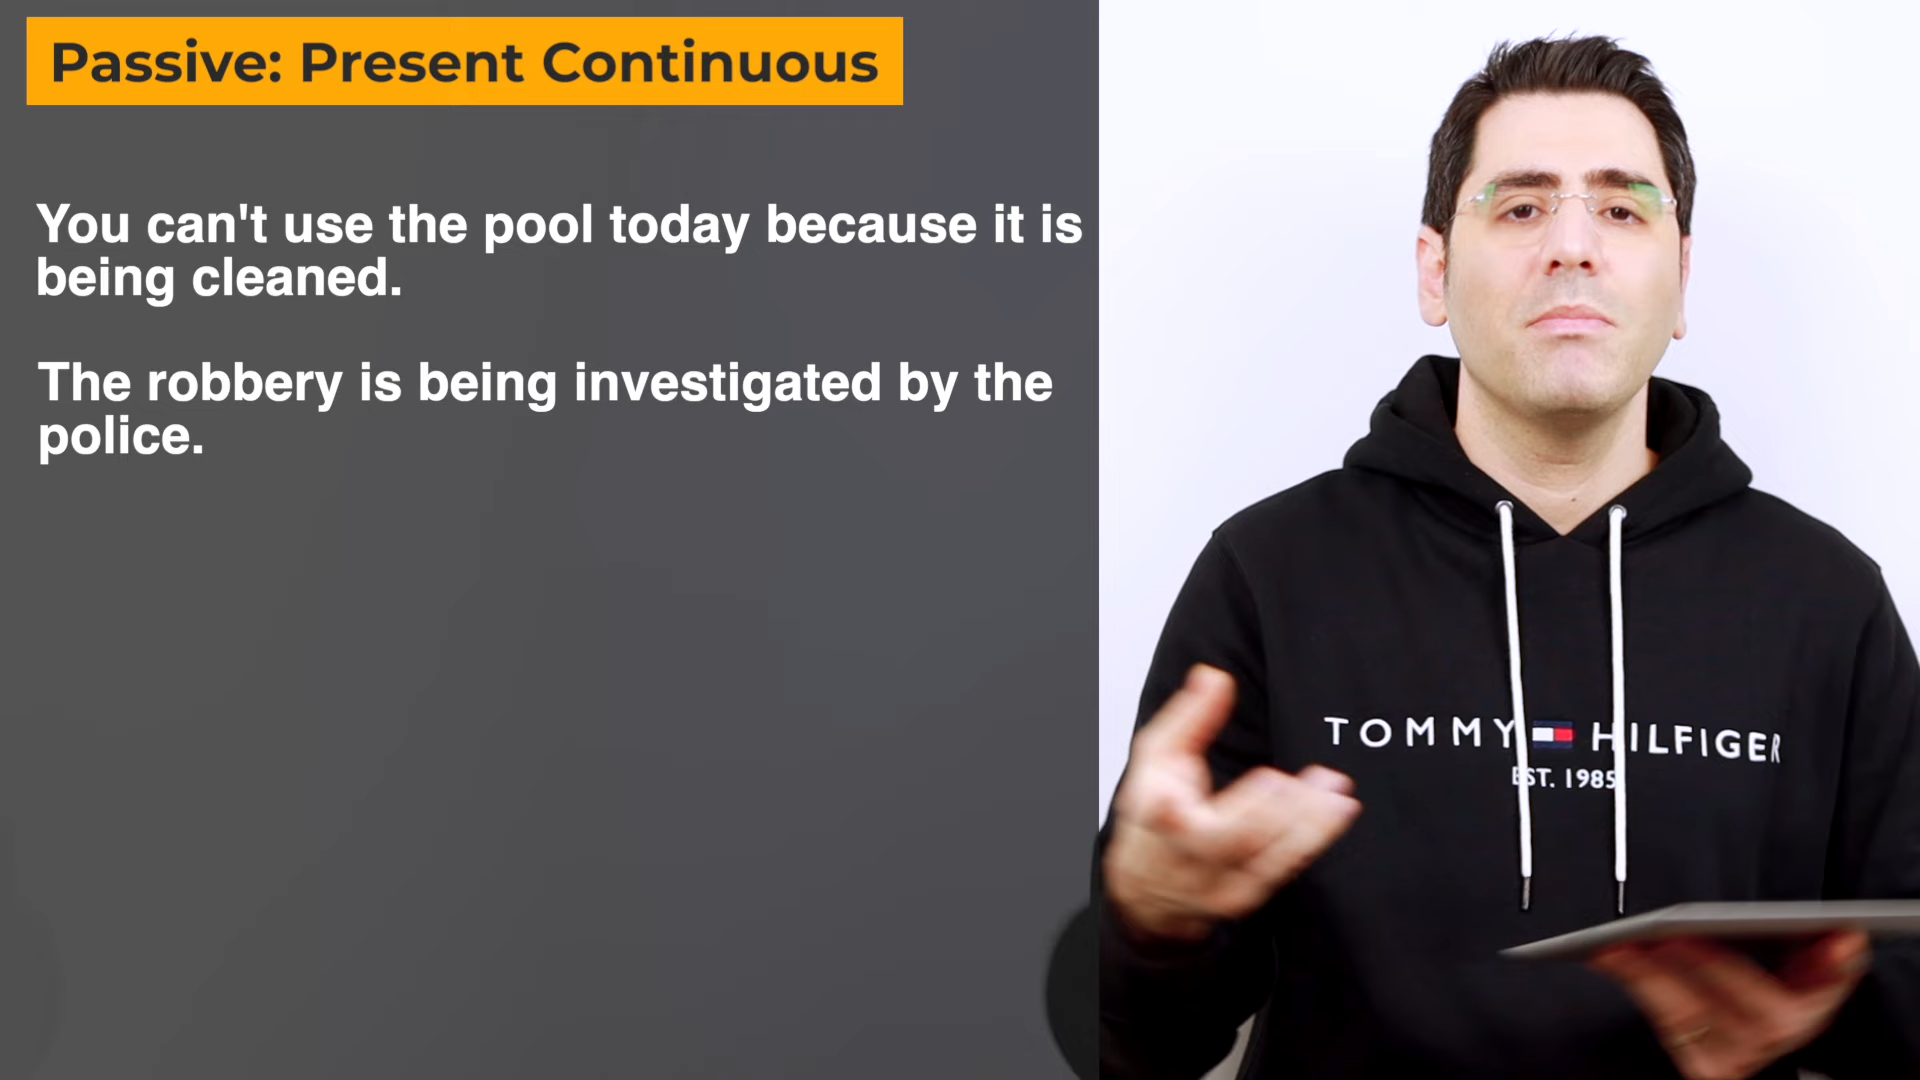 Passive: Present Continuous
You can't use the pool today because it is
being cleaned.
The robbery is being investigated by the
police.
TOMMY HILFIGER
EST. 1985